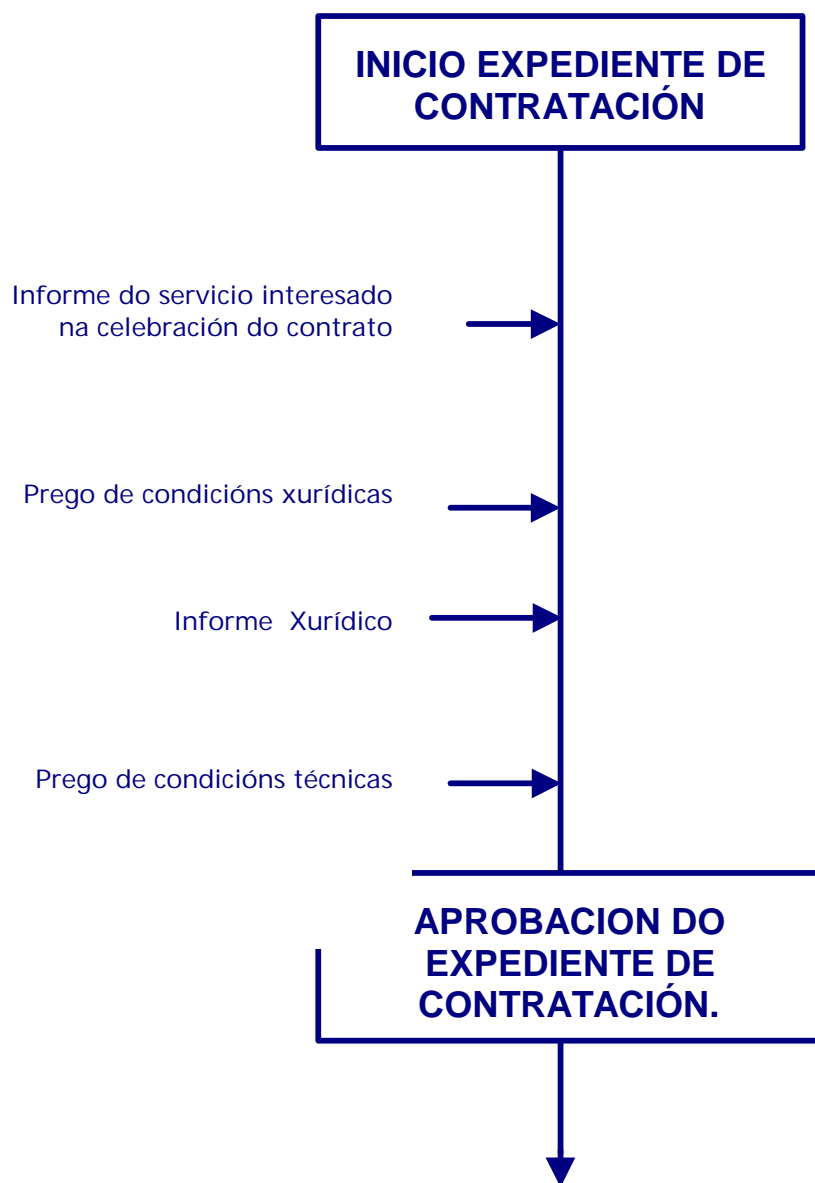 INICIO EXPEDIENTE DE
CONTRATACIÓN
Informe do servicio interesado
na celebración do contrato
Prego de condicións xurídicas
Informe Xurídico
Prego de condicións técnicas
APROBACION DO
EXPEDIENTE DE
CONTRATACIÓN.